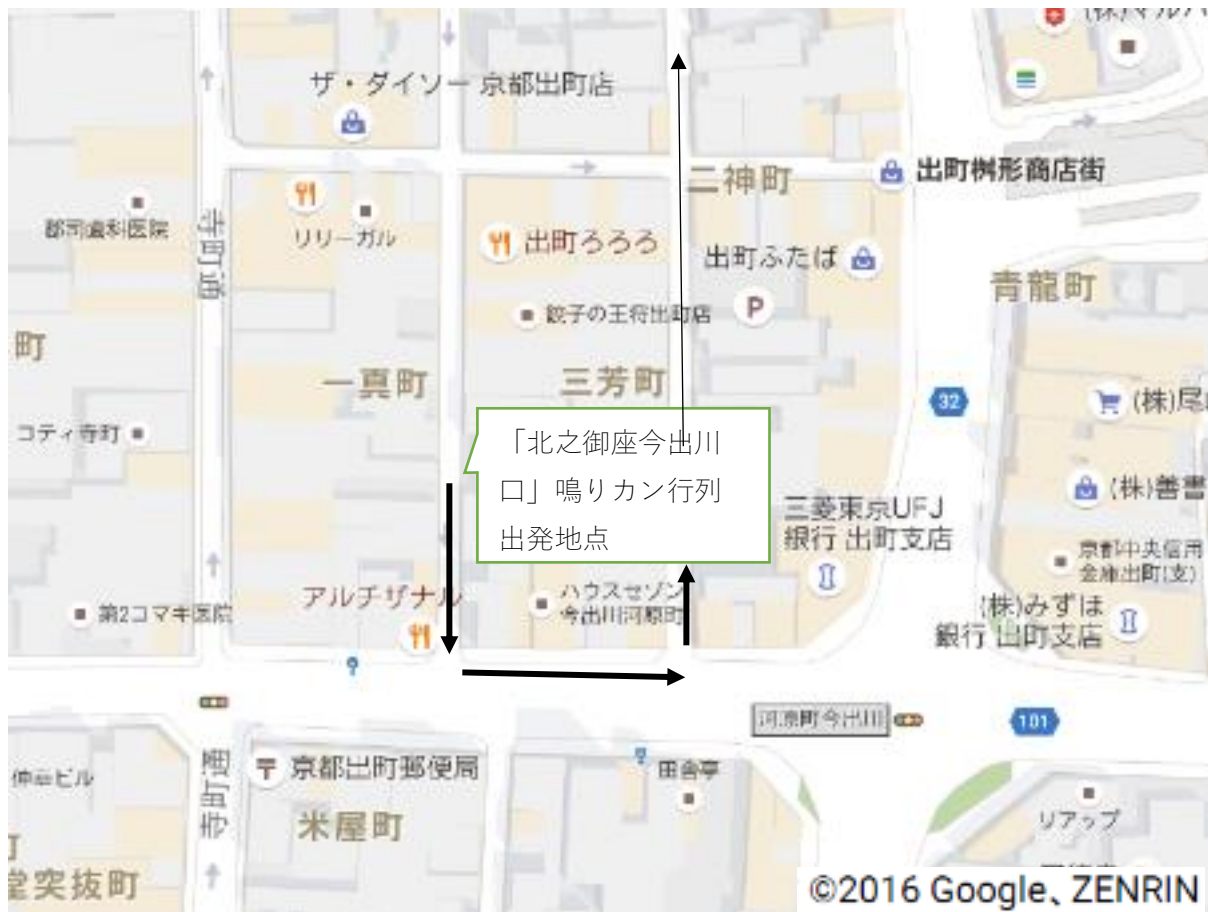 ザ・ダイソー 京都出町店
二神町
出町桝形商店街
郡司歯科医院
寺町通
リリーガル
出町ろろろ
出町ふたば
P
青龍町
餃子の王将出町店
町
一真町
三芳町
32
(株)尾
コティ寺町
「北之御座今出川
口」鳴りカン行列
出発地点
(株)善書
三菱東京UFJ
銀行 出町支店
京都中央信用
金庫出町(支)
アルチザナル
ハウスセゾン
今出川河原町
第2コマキ医院
(株)みずほ
銀行 出町支店
河原町今出川
101
寺町通
京都出町郵便局
仲幸ビル
田舎亭
米屋町
リアップ
堂突抜町
©2016 Google、ZENRIN